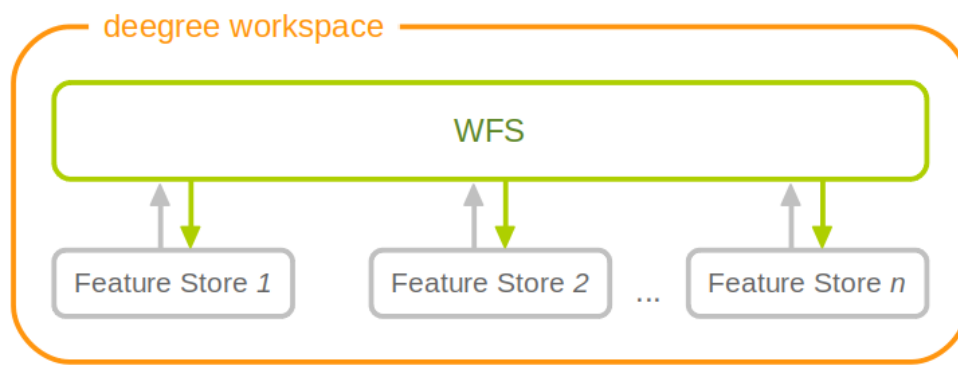 deegree workspace
WFS
Feature Store 1
Feature Store 2
...
Feature Store n